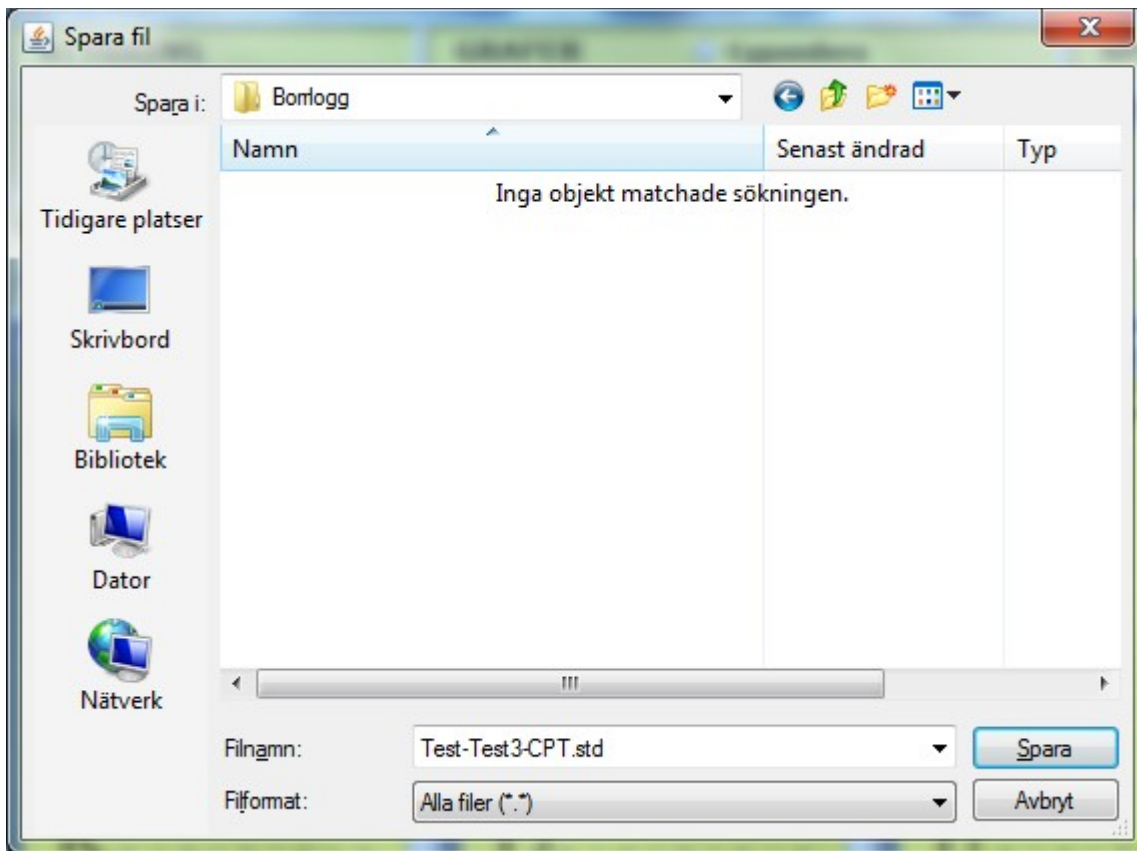 Spara fil
Spara i:
Borrlogg
Namn
Senast ändrad
Typ
Inga objekt matchade sökningen.
Tidigare platser
Skrivbord
Bibliotek
Dator
Nätverk
Filnamn:
Test-Test3-CPT.std
Spara
Filformat:
Alla filer (*.*)
Avbryt